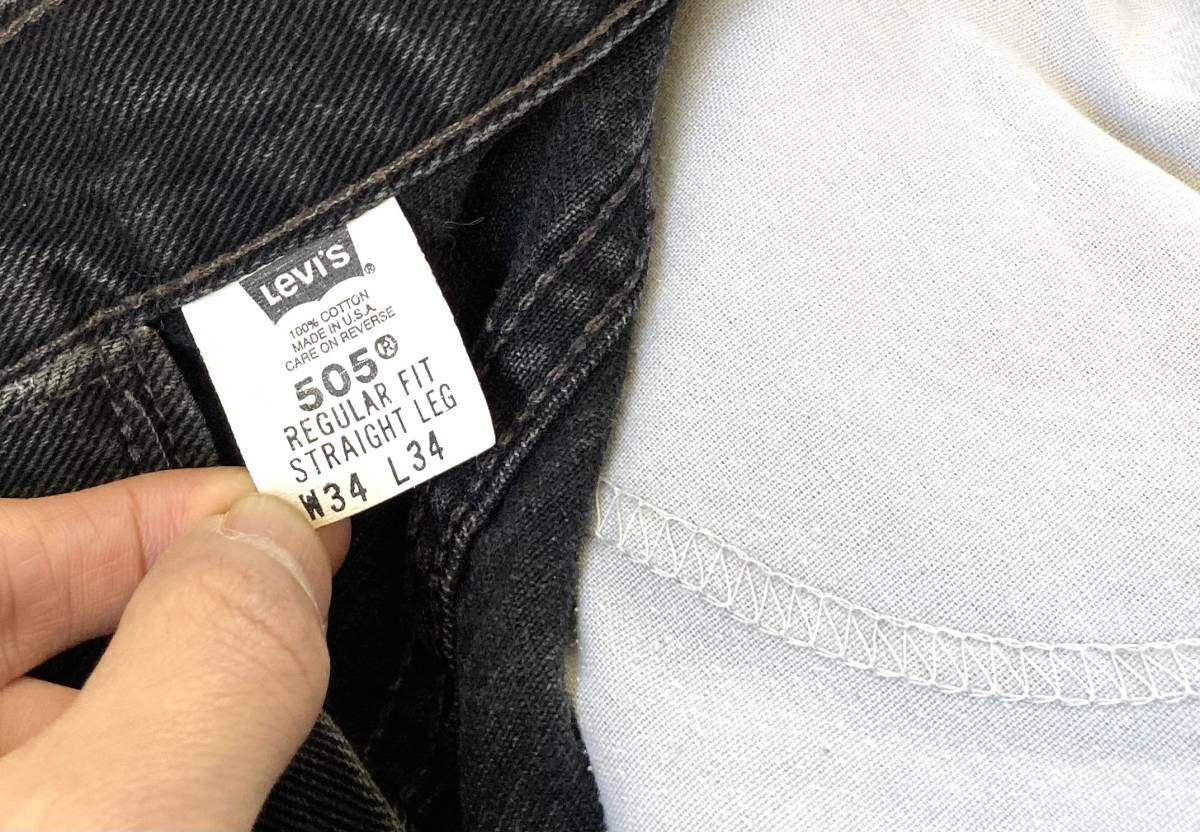 Levi's®
100% COTTON
MADE IN U.S.A.
CARE ON REVERSE
505®
REGULAR FIT
STRAIGHT LEG
W34 L34